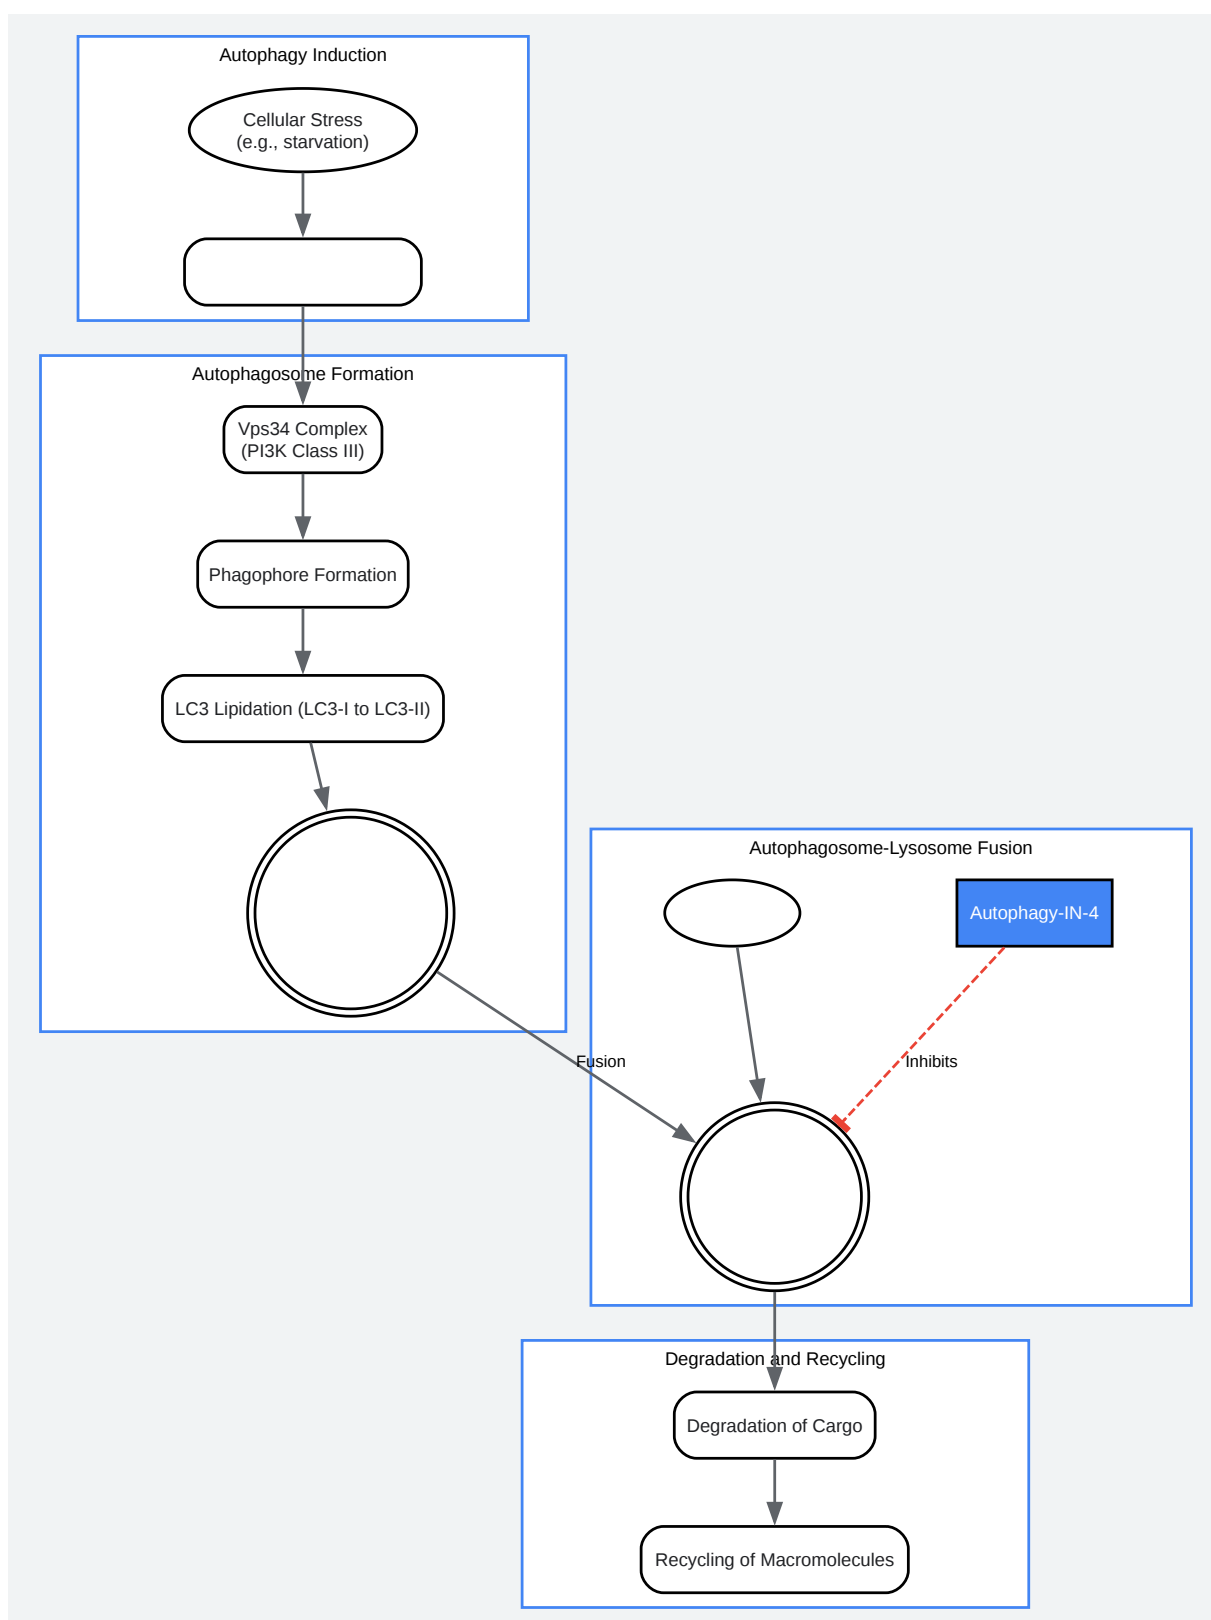 Autophagy Induction
Cellular Stress
(e.g., starvation)
Autophagosome Formation
Vps34 Complex
(PI3K Class III)
Phagophore Formation
LC3 Lipidation (LC3-I to LC3-II)
Autophagosome-Lysosome Fusion
Autophagy-IN-4
Fusion
Inhibits
Degradation and Recycling
Degradation of Cargo
Recycling of Macromolecules